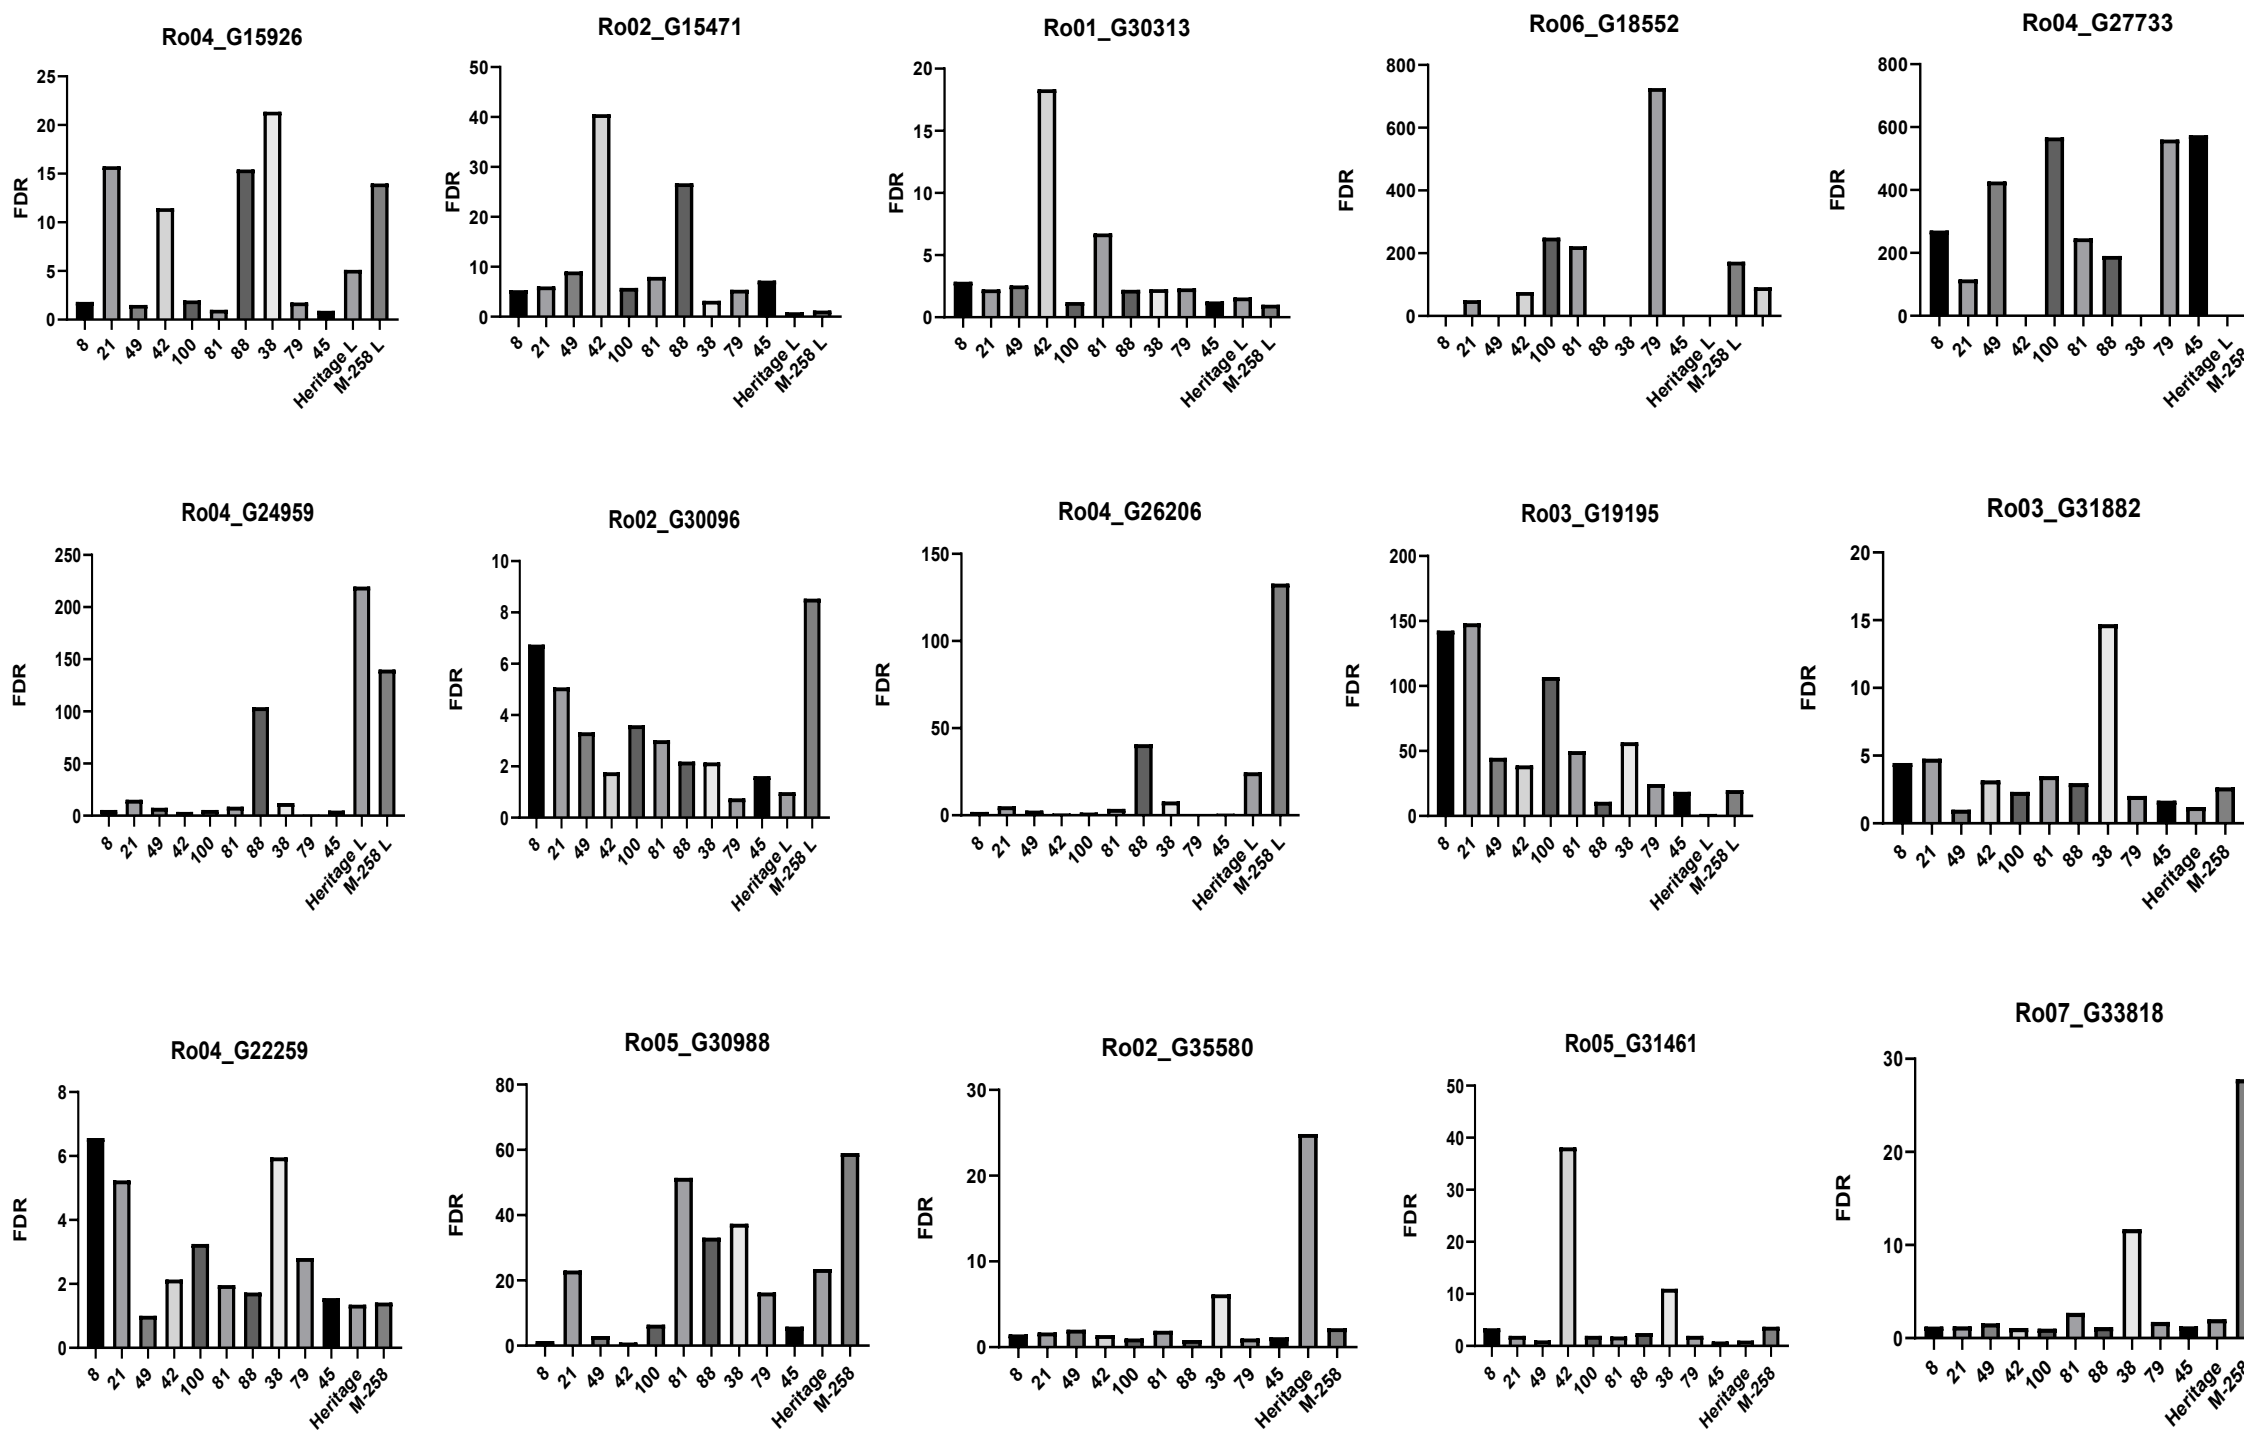 Ro04_G15926
FDR
25
20
15
10
5
0
8 21 49 42 100 81 88 38 79 45 Heritage L M-258 L
Ro02_G15471
FDR
50
40
30
20
10
0
8 21 49 42 100 81 88 38 79 45 Heritage L M-258 L
Ro01_G30313
FDR
20
15
10
5
0
8 21 49 42 100 81 88 38 79 45 Heritage L M-258 L
Ro06_G18552
FDR
800
600
400
200
0
8 21 49 42 100 81 88 38 79 45 Heritage L M-258 L
Ro04_G27733
FDR
800
600
400
200
0
8 21 49 42 100 81 88 38 79 45 Heritage L M-258
Ro04_G24959
FDR
250
200
150
100
50
0
8 21 49 42 100 81 88 38 79 45 Heritage L M-258 L
Ro02_G30096
FDR
10
8
6
4
2
0
8 21 49 42 100 81 88 38 79 45 Heritage L M-258 L
Ro04_G26206
FDR
150
100
50
0
8 21 49 42 100 81 88 38 79 45 Heritage L M-258 L
Ro03_G19195
FDR
200
150
100
50
0
8 21 49 42 100 81 88 38 79 45 Heritage L M-258 L
Ro03_G31882
FDR
20
15
10
5
0
8 21 49 42 100 81 88 38 79 45 Heritage M-258
Ro04_G22259
FDR
8
6
4
2
0
8 21 49 42 100 81 88 38 79 45 Heritage M-258
Ro05_G30988
FDR
80
60
40
20
0
8 21 49 42 100 81 88 38 79 45 Heritage M-258
Ro02_G35580
FDR
30
20
10
0
8 21 49 42 100 81 88 38 79 45 Heritage M-258
Ro05_G31461
FDR
50
40
30
20
10
0
8 21 49 42 100 81 88 38 79 45 Heritage M-258
Ro07_G33818
FDR
30
20
10
0
8 21 49 42 100 81 88 38 79 45 Heritage M-258